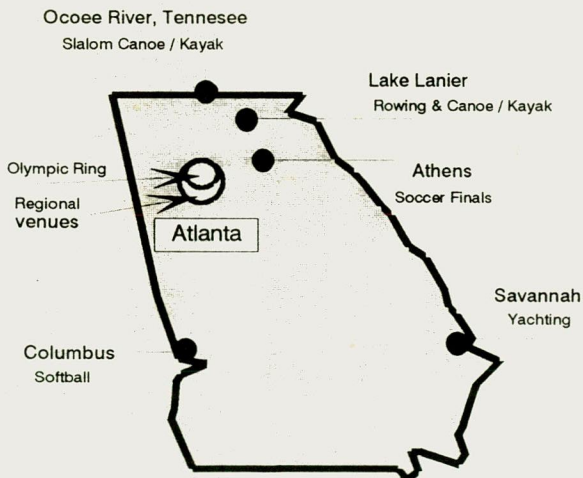 Ocoee River, Tennesee
Slalom Canoe / Kayak
Lake Lanier
Rowing & Canoe / Kayak
Olympic Ring
Athens
Soccer Finals
Regional
venues
Atlanta
Savannah
Yachting
Columbus
Softball